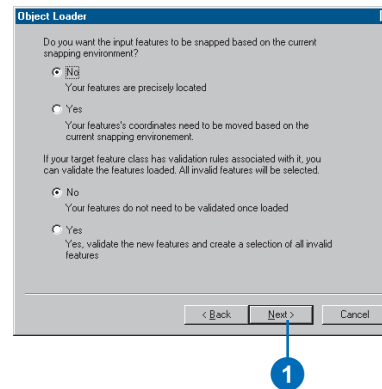 Object Loader
Do you want the input features to be snapped based on the current
snapping environment?
No
Your features are precisely located
Yes
Your features's coordinates need to be moved based on the
current snapping environement.
If your target feature class has validation rules associated with it, you
can validate the features loaded. All invalid features will be selected.
No
Your features do not need to be validated once loaded
Yes
Yes, validate the new features and create a selection of all invalid
features
< Back Next > Cancel
1